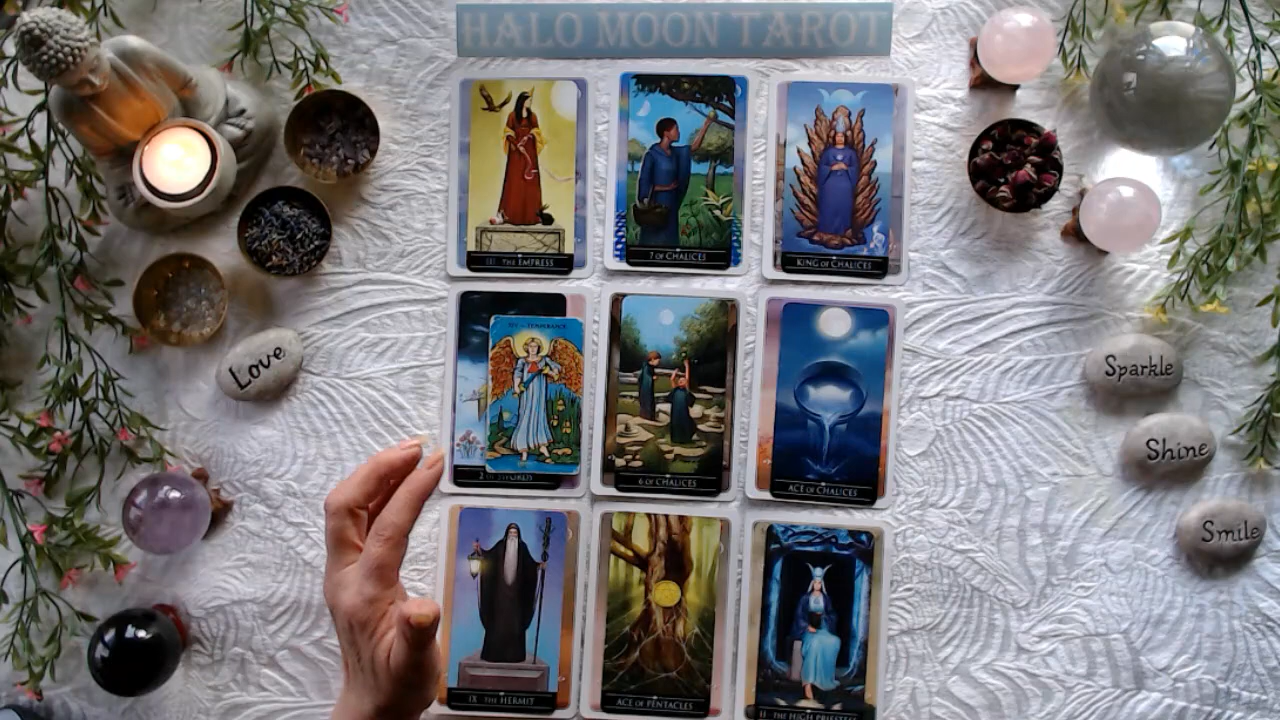 HALO MOON TAROT
III THE EMPRESS
7 OF CHALICES
KING OF CHALICES
XIV TEMPERANCE
2 OF SWORDS
6 OF CHALICES
ACE OF CHALICES
IX THE HERMIT
ACE OF PENTACLES
II THE HIGH PRIESTESS
Love
Sparkle
Shine
Smile